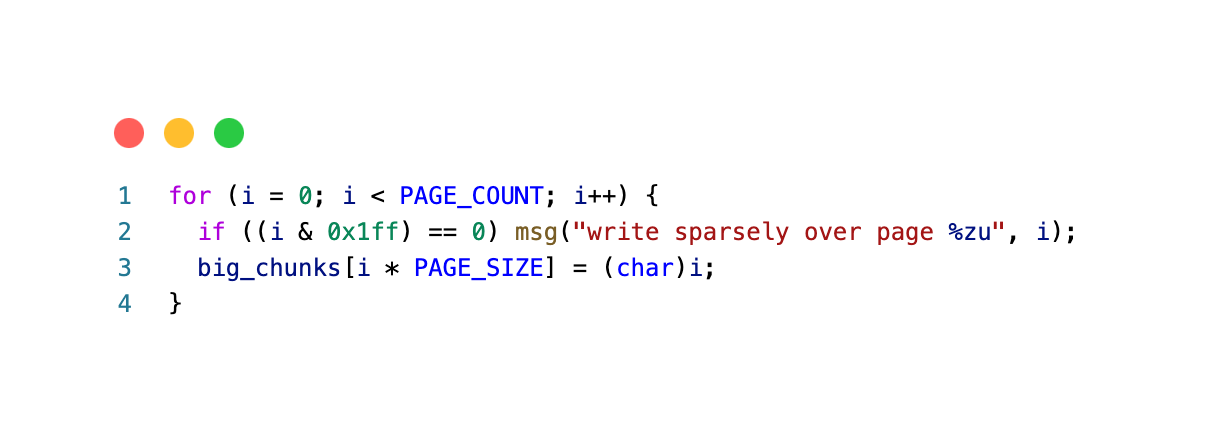 1 for (i = 0; i < PAGE_COUNT; i++) {
2   if ((i & 0x1ff) == 0) msg("write sparsely over page %zu", i);
3   big_chunks[i * PAGE_SIZE] = (char)i;
4 }